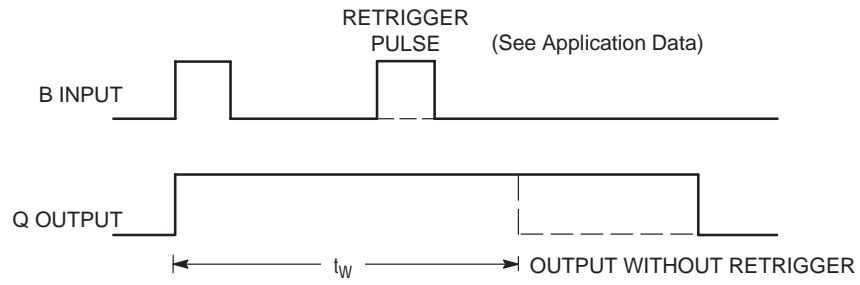 RETRIGGER
PULSE
(See Application Data)
B INPUT
Q OUTPUT
tW
OUTPUT WITHOUT RETRIGGER